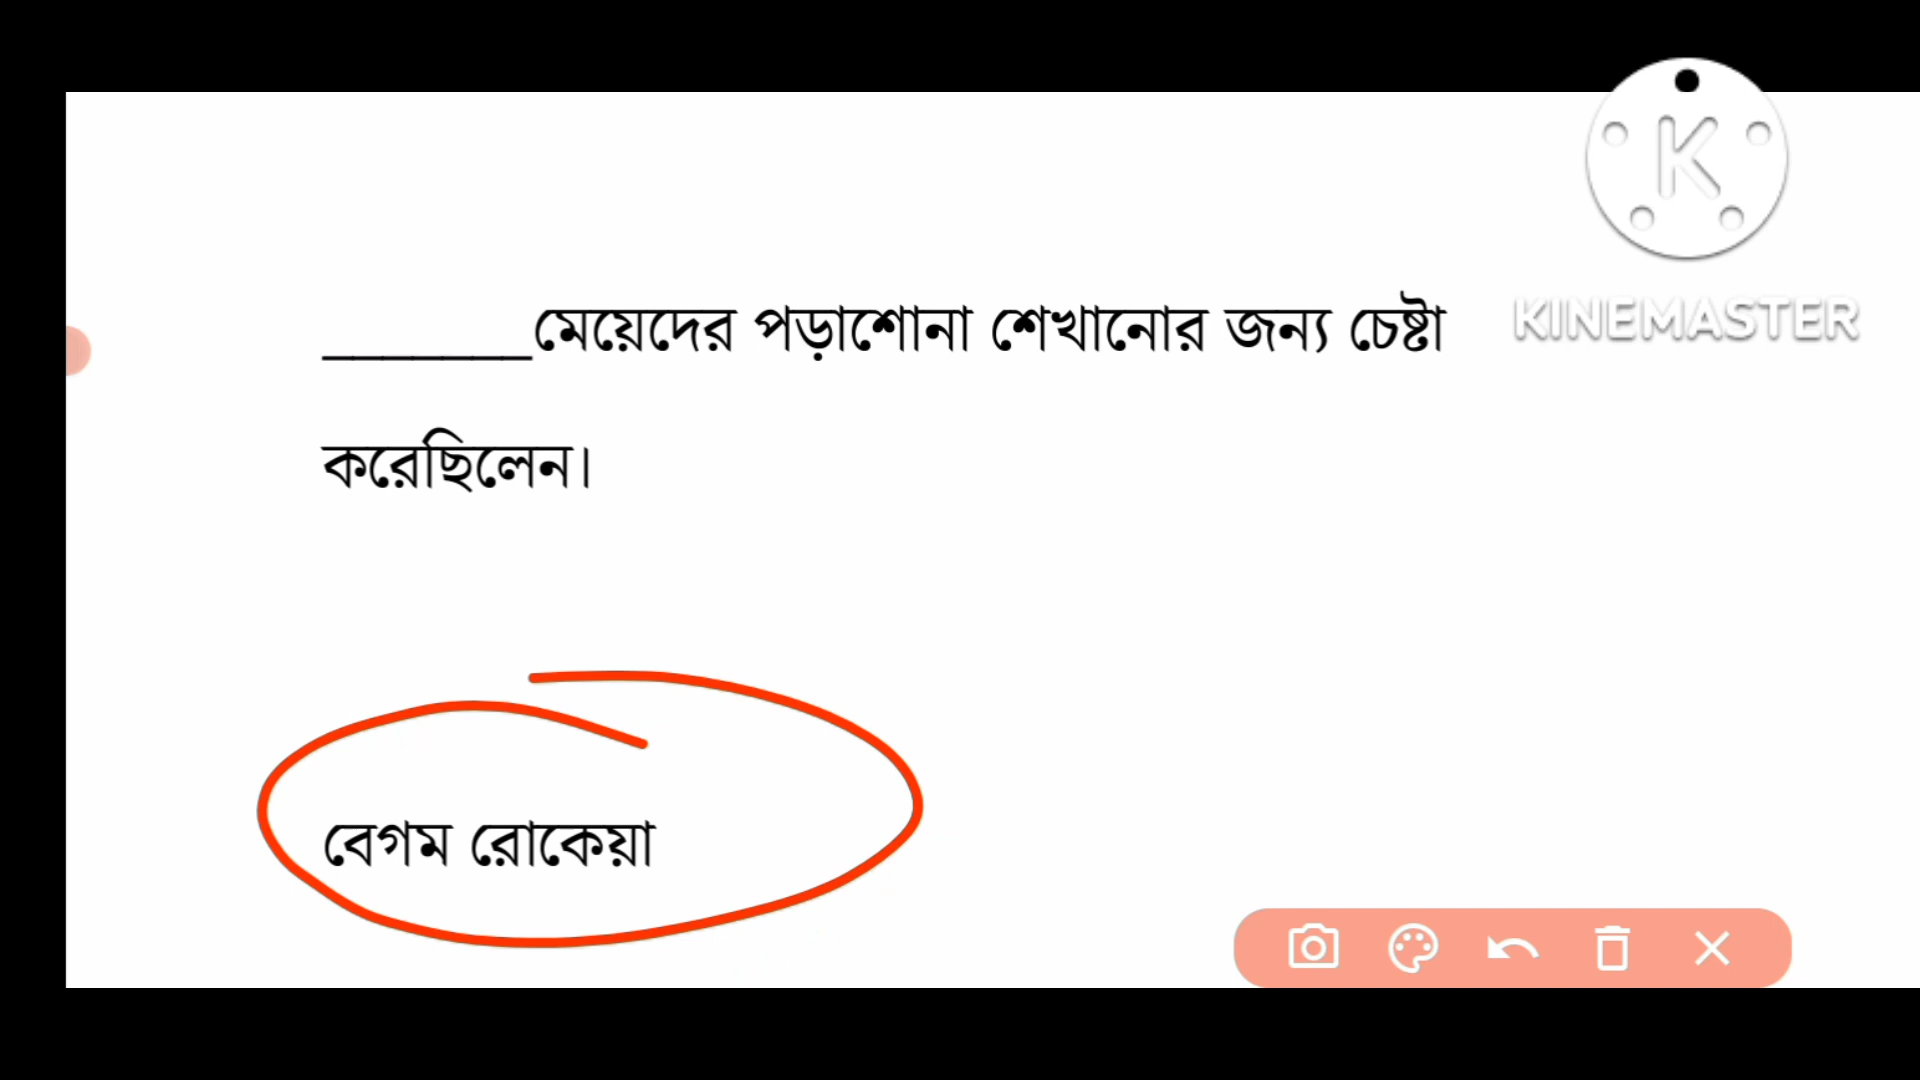 _______মেয়েদের পড়াশোনা শেখানোর জন্য চেষ্টা
করেছিলেন।
বেগম রোকেয়া
K
KINEMASTER